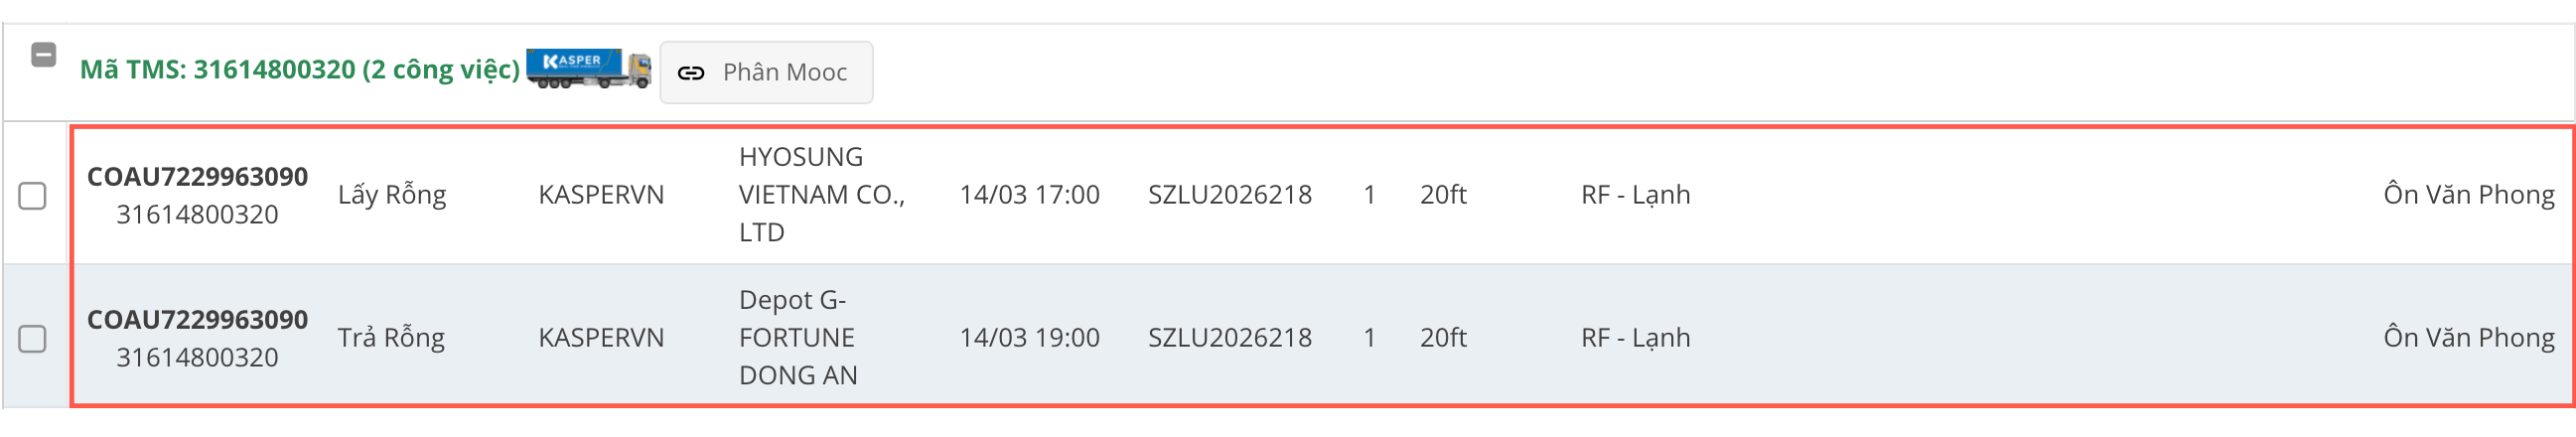 Mã TMS: 31614800320 (2 công việc) KASPER Phân Mooc
COAU7229963090
31614800320
Lấy Rỗng
KASPERVN
HYOSUNG
VIETNAM CO.,
LTD
14/03 17:00
SZLU2026218
1
20ft
RF - Lạnh
Ôn Văn Phong
COAU7229963090
31614800320
Trả Rỗng
KASPERVN
Depot G-
FORTUNE
DONG AN
14/03 19:00
SZLU2026218
1
20ft
RF - Lạnh
Ôn Văn Phong